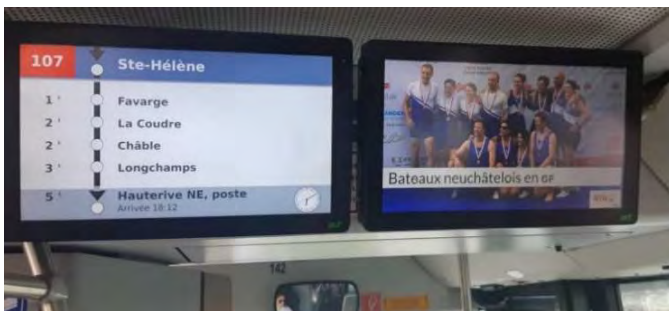 107
Ste-Hélène
1'
Favarge
2'
La Coudre
2'
Châble
3'
Longchamps
5'
Hauterive NE, poste
Arrivée 18:12
Bateaux neuchâtelois en
142